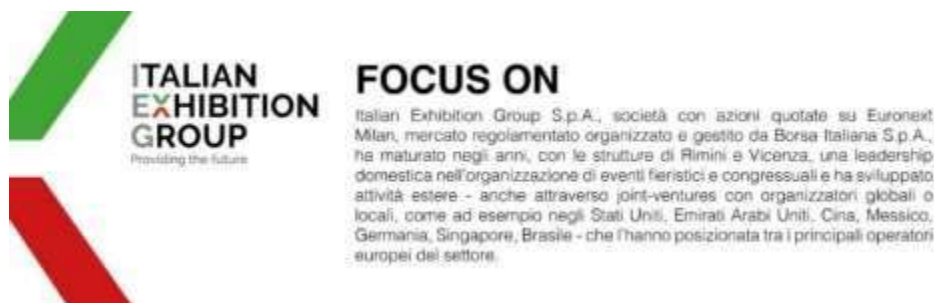 ITALIAN
EXHIBITION
GROUP
Providing the future
FOCUS ON
Italian Exhibition Group S.p.A., società con azioni quotate su Euronext
Milan, mercato regolamentato organizzato e gestito da Borsa Italiana S.p.A.,
ha maturato negli anni, con le strutture di Rimini e Vicenza, una leadership
domestica nell'organizzazione di eventi fieristici e congressuali e ha sviluppato
attività estere - anche attraverso joint-ventures con organizzatori globali o
locali, come ad esempio negli Stati Uniti, Emirati Arabi Uniti, Cina, Messico,
Germania, Singapore, Brasile - che l'hanno posizionata tra i principali operatori
europei del settore.